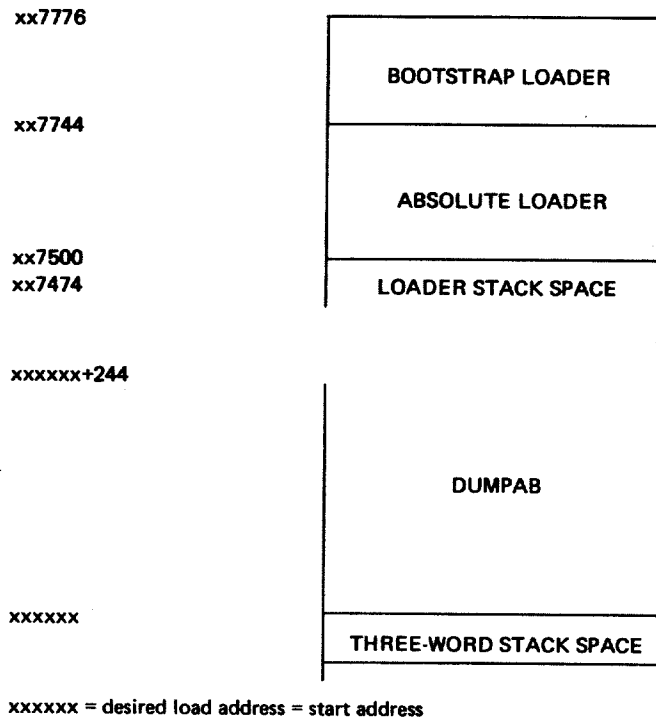 xx7776
BOOTSTRAP LOADER
xx7744
ABSOLUTE LOADER
xx7500
xx7474
LOADER STACK SPACE
xxxxxx+244
DUMPAB
xxxxxx
THREE-WORD STACK SPACE
xxxxxx = desired load address = start address